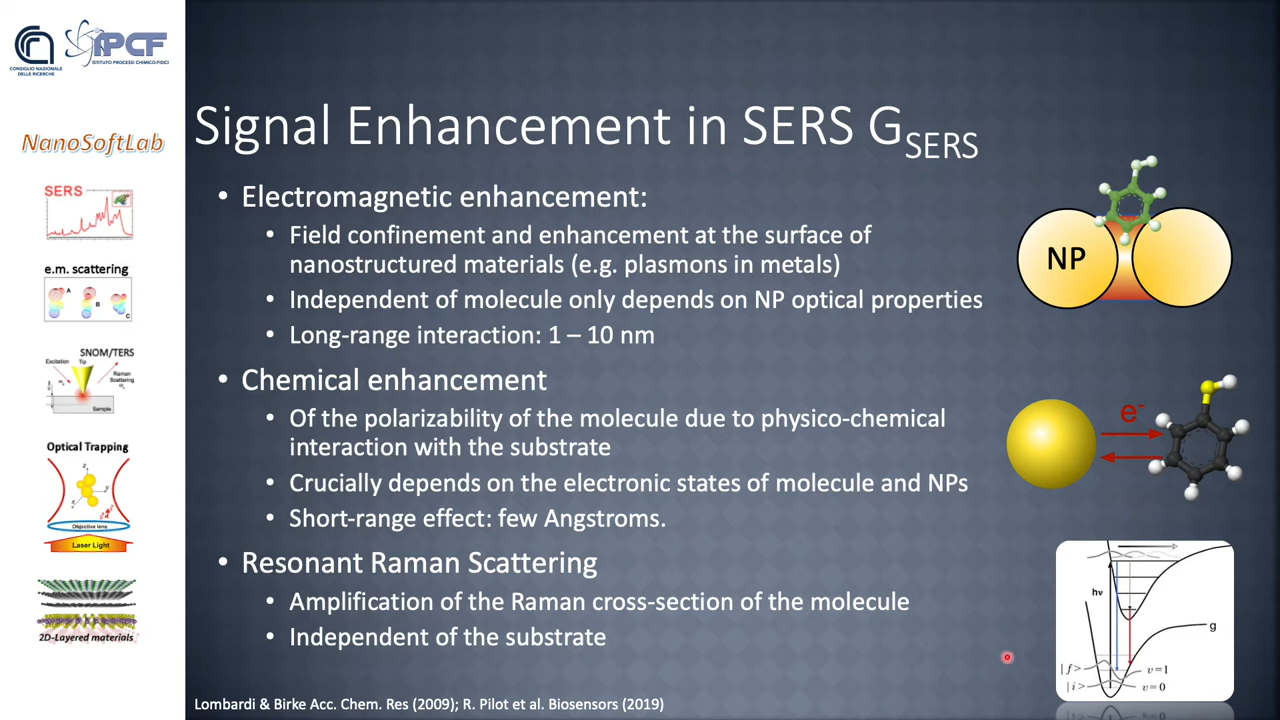 CONSIGLIO NAZIONALE
DELLE RICERCHE
IPCF
ISTITUTO PROCESSI CHIMICO-FISICI
NanoSoftLab
SERS
e.m. scattering
A
B
C
SNOM/TERS
Excitation
Tip
Raman
Scattering
Sample
Optical Trapping
z
y
x
Objective lens
Laser Light
2D-Layered materials
Signal Enhancement in SERS G_SERS
• Electromagnetic enhancement:
• Field confinement and enhancement at the surface of
nanostructured materials (e.g. plasmons in metals)
• Independent of molecule only depends on NP optical properties
• Long-range interaction: 1 – 10 nm
• Chemical enhancement
• Of the polarizability of the molecule due to physico-chemical
interaction with the substrate
• Crucially depends on the electronic states of molecule and NPs
• Short-range effect: few Angstroms.
• Resonant Raman Scattering
• Amplification of the Raman cross-section of the molecule
• Independent of the substrate
NP
e-
hν
g
|f> v=1
|i> v=0
Lombardi & Birke Acc. Chem. Res (2009); R. Pilot et al. Biosensors (2019)